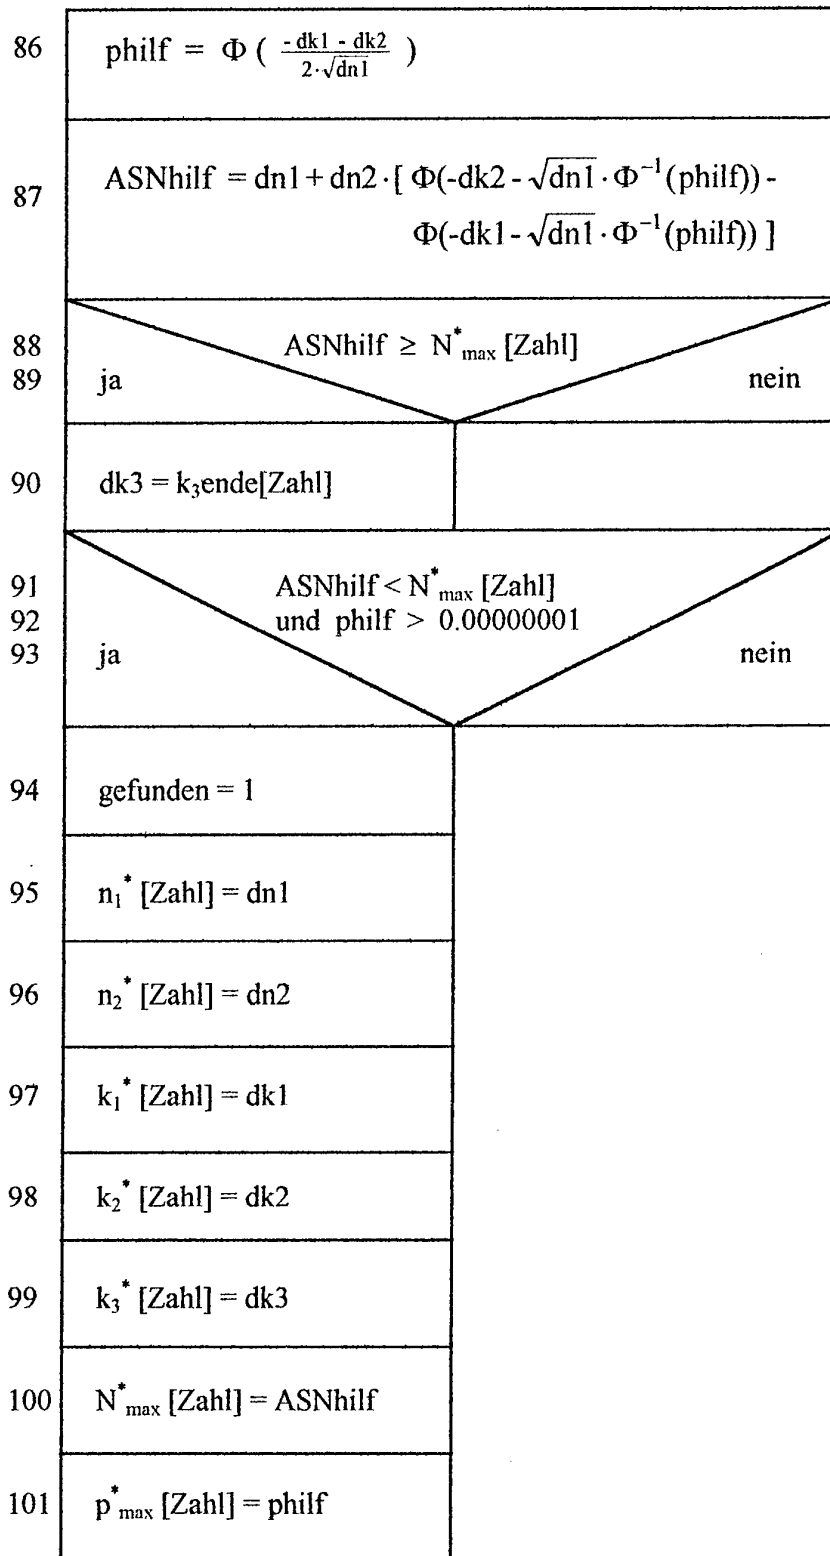 86 philf = Φ ( (-dk1 - dk2) / (2·√dn1) )
87 ASNhilf = dn1 + dn2 · [ Φ(-dk2 - √dn1 · Φ⁻¹(philf)) -
Φ(-dk1 - √dn1 · Φ⁻¹(philf)) ]
88 ASNhilf ≥ N*max [Zahl]
89 ja nein
90 dk3 = k₃ende[Zahl]
91 ASNhilf < N*max [Zahl]
92 und philf > 0.00000001
93 ja nein
94 gefunden = 1
95 n₁* [Zahl] = dn1
96 n₂* [Zahl] = dn2
97 k₁* [Zahl] = dk1
98 k₂* [Zahl] = dk2
99 k₃* [Zahl] = dk3
100 N*max [Zahl] = ASNhilf
101 p*max [Zahl] = philf